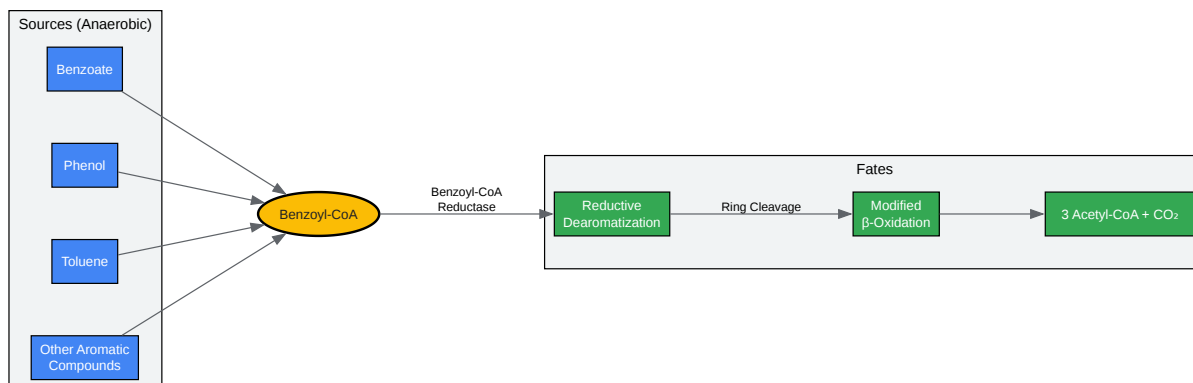 Sources (Anaerobic)
Benzoate
Phenol
Toluene
Other Aromatic
Compounds
Benzoyl-CoA
Benzoyl-CoA
Reductase
Fates
Reductive
Dearomatization
Ring Cleavage
Modified
β-Oxidation
3 Acetyl-CoA + CO₂